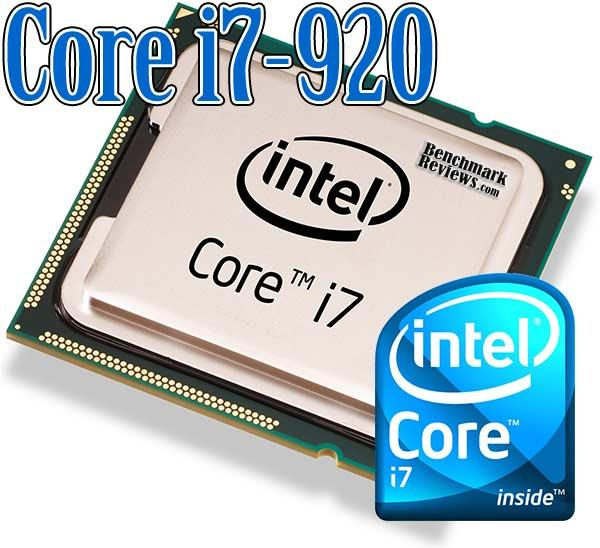 Core i7-920
Benchmark
Reviews.com
intel®
Core™ i7
intel®
Core™
i7
inside™